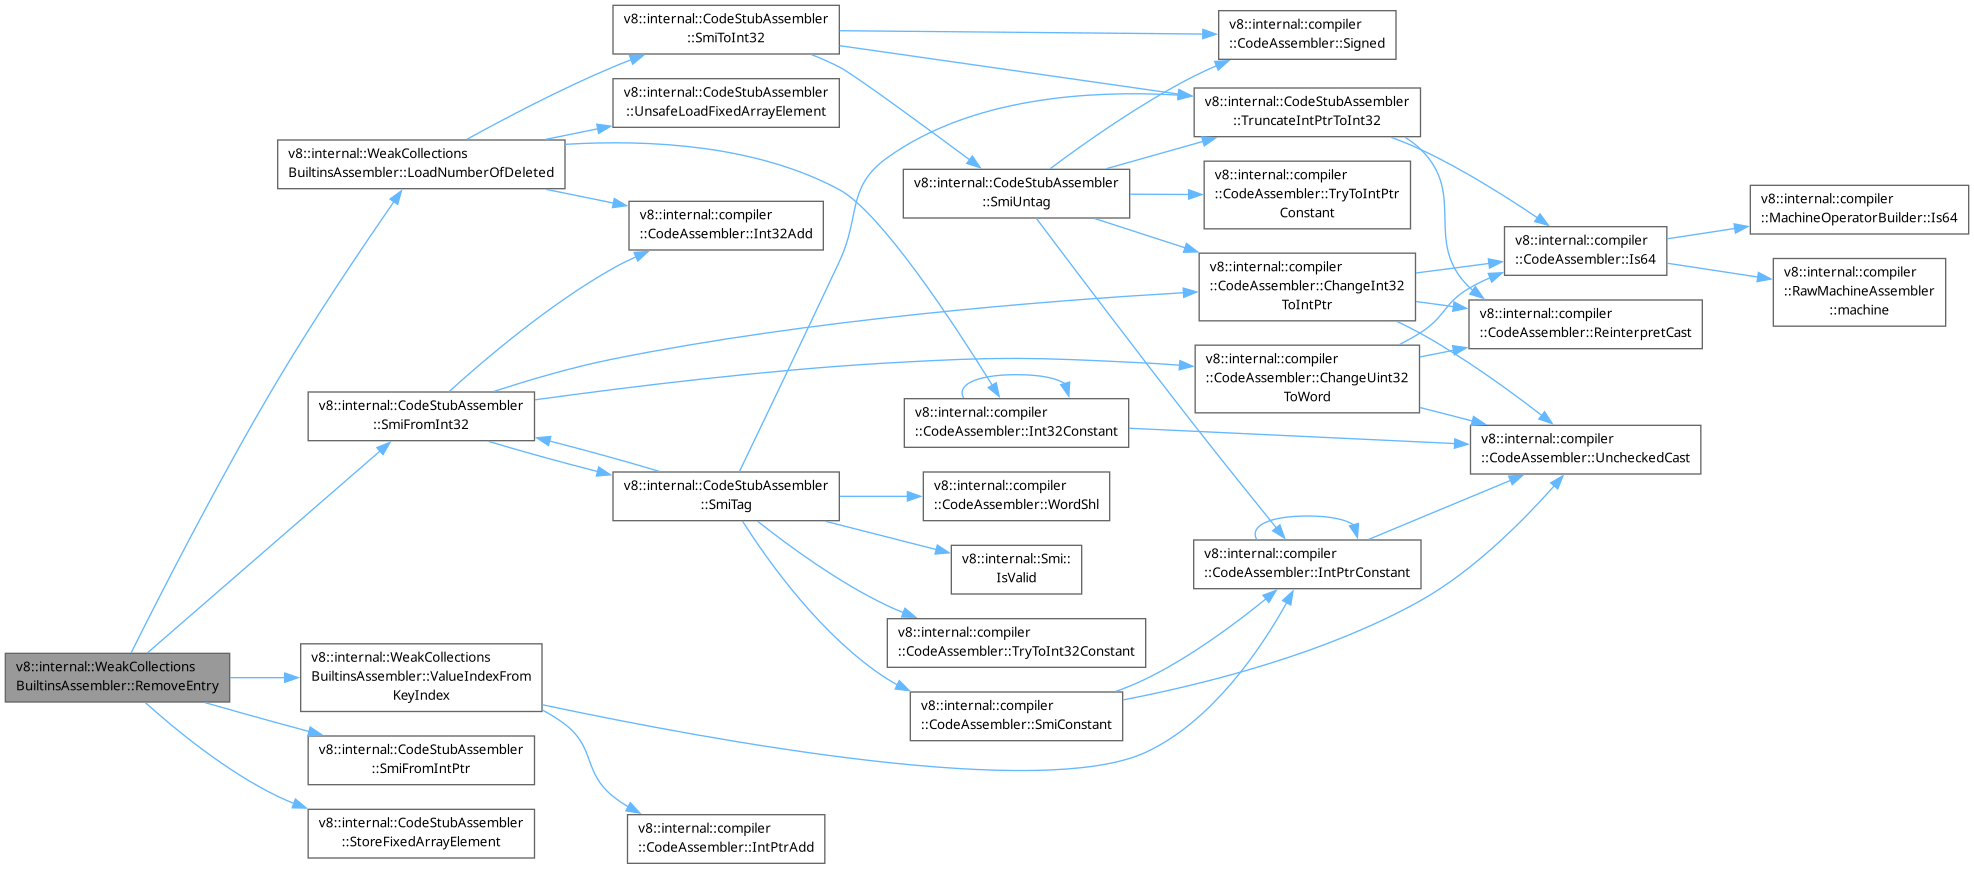 v8::internal::WeakCollections
BuiltinsAssembler::RemoveEntry
v8::internal::WeakCollections
BuiltinsAssembler::LoadNumberOfDeleted
v8::internal::CodeStubAssembler
::SmiFromInt32
v8::internal::WeakCollections
BuiltinsAssembler::ValueIndexFrom
KeyIndex
v8::internal::CodeStubAssembler
::SmiFromIntPtr
v8::internal::CodeStubAssembler
::StoreFixedArrayElement
v8::internal::CodeStubAssembler
::SmiToInt32
v8::internal::CodeStubAssembler
::UnsafeLoadFixedArrayElement
v8::internal::compiler
::CodeAssembler::Int32Add
v8::internal::CodeStubAssembler
::SmiTag
v8::internal::compiler
::CodeAssembler::IntPtrAdd
v8::internal::CodeStubAssembler
::SmiUntag
v8::internal::compiler
::CodeAssembler::Int32Constant
v8::internal::compiler
::CodeAssembler::WordShl
v8::internal::Smi::
IsValid
v8::internal::compiler
::CodeAssembler::TryToInt32Constant
v8::internal::compiler
::CodeAssembler::SmiConstant
v8::internal::compiler
::CodeAssembler::Signed
v8::internal::CodeStubAssembler
::TruncateIntPtrToInt32
v8::internal::compiler
::CodeAssembler::TryToIntPtr
Constant
v8::internal::compiler
::CodeAssembler::ChangeInt32
ToIntPtr
v8::internal::compiler
::CodeAssembler::ChangeUint32
ToWord
v8::internal::compiler
::CodeAssembler::IntPtrConstant
v8::internal::compiler
::CodeAssembler::Is64
v8::internal::compiler
::CodeAssembler::ReinterpretCast
v8::internal::compiler
::CodeAssembler::UncheckedCast
v8::internal::compiler
::MachineOperatorBuilder::Is64
v8::internal::compiler
::RawMachineAssembler
::machine